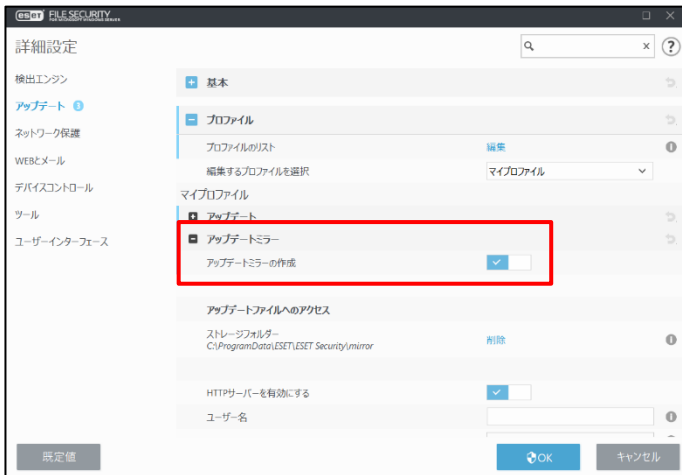 eset FILE SECURITY
FOR MICROSOFT WINDOWS SERVER
詳細設定
検出エンジン
アップデート 3
ネットワーク保護
WEBとメール
デバイスコントロール
ツール
ユーザーインターフェース
基本
プロファイル
プロファイルのリスト 編集
編集するプロファイルを選択 マイプロファイル
マイプロファイル
アップデート
アップデートミラー
アップデートミラーの作成
アップデートファイルへのアクセス
ストレージフォルダー 削除
C:\ProgramData\ESET\ESET Security\mirror
HTTPサーバーを有効にする
ユーザー名
既定値 OK キャンセル